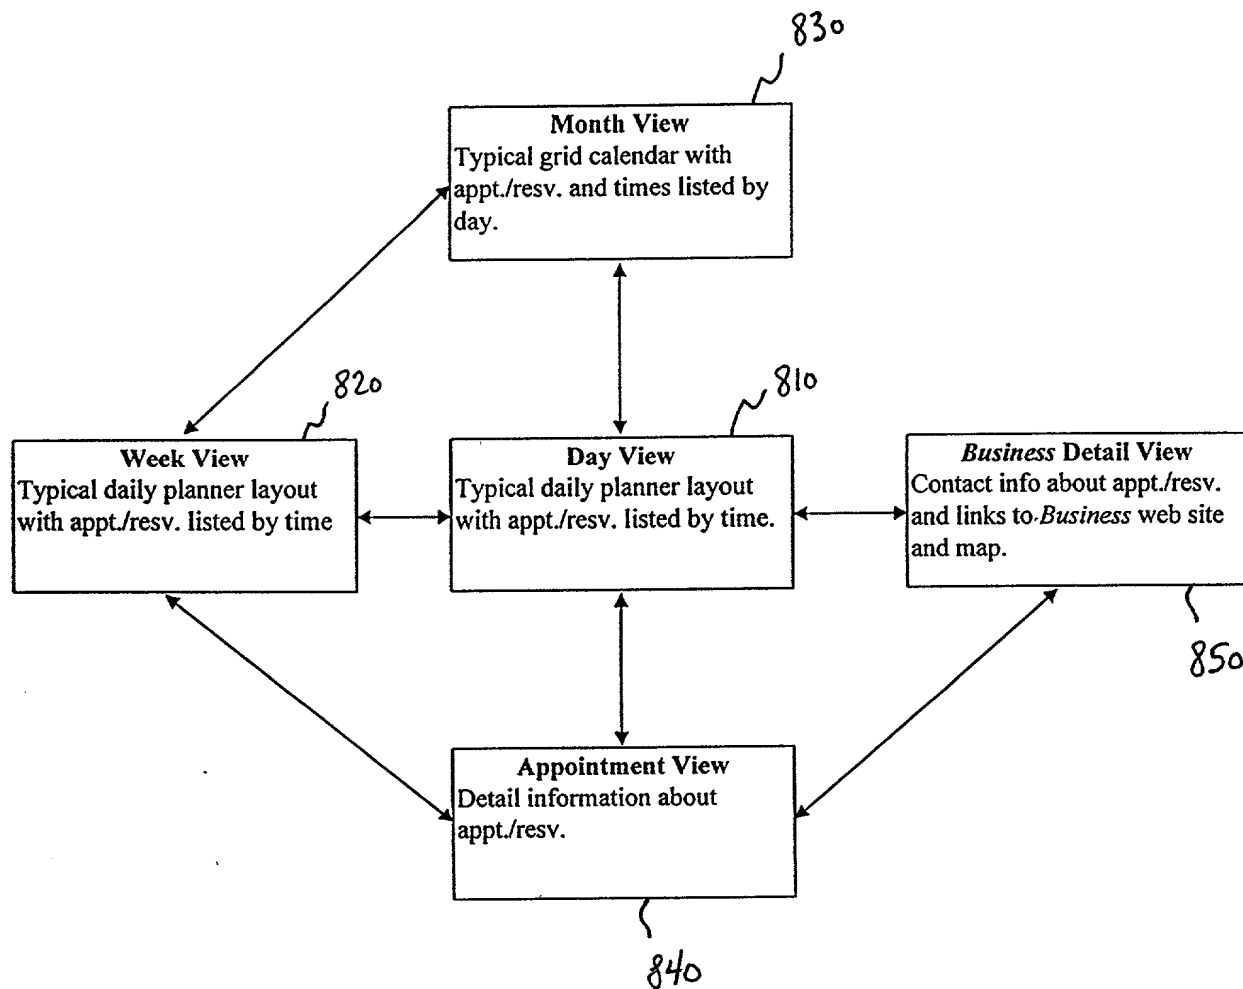 830
Month View
Typical grid calendar with
appt./resv. and times listed by
day.
820
Week View
Typical daily planner layout
with appt./resv. listed by time
810
Day View
Typical daily planner layout
with appt./resv. listed by time.
Business Detail View
Contact info about appt./resv.
and links to Business web site
and map.
850
Appointment View
Detail information about
appt./resv.
840